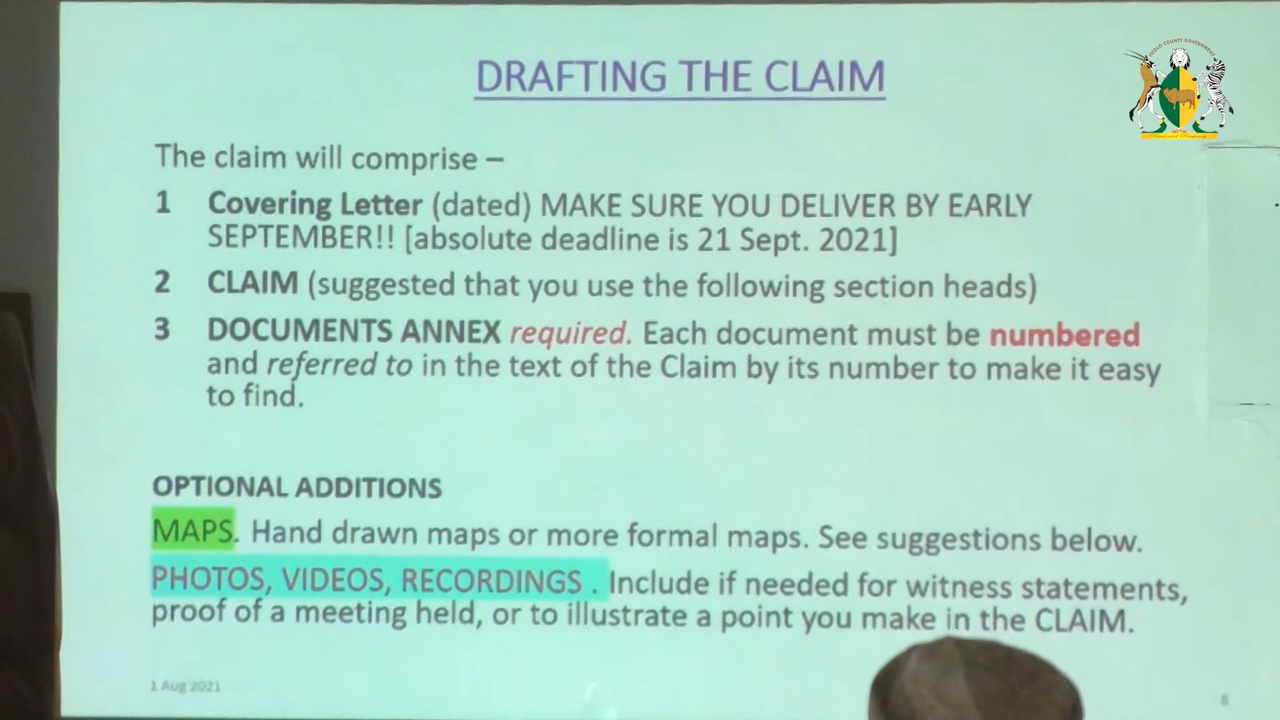 DRAFTING THE CLAIM
ISIOLO COUNTY GOVERNMENT
The claim will comprise –
1 Covering Letter (dated) MAKE SURE YOU DELIVER BY EARLY
SEPTEMBER!! [absolute deadline is 21 Sept. 2021]
2 CLAIM (suggested that you use the following section heads)
3 DOCUMENTS ANNEX required. Each document must be numbered
and referred to in the text of the Claim by its number to make it easy
to find.
OPTIONAL ADDITIONS
MAPS. Hand drawn maps or more formal maps. See suggestions below.
PHOTOS, VIDEOS, RECORDINGS . Include if needed for witness statements,
proof of a meeting held, or to illustrate a point you make in the CLAIM.
1 Aug 2021
8